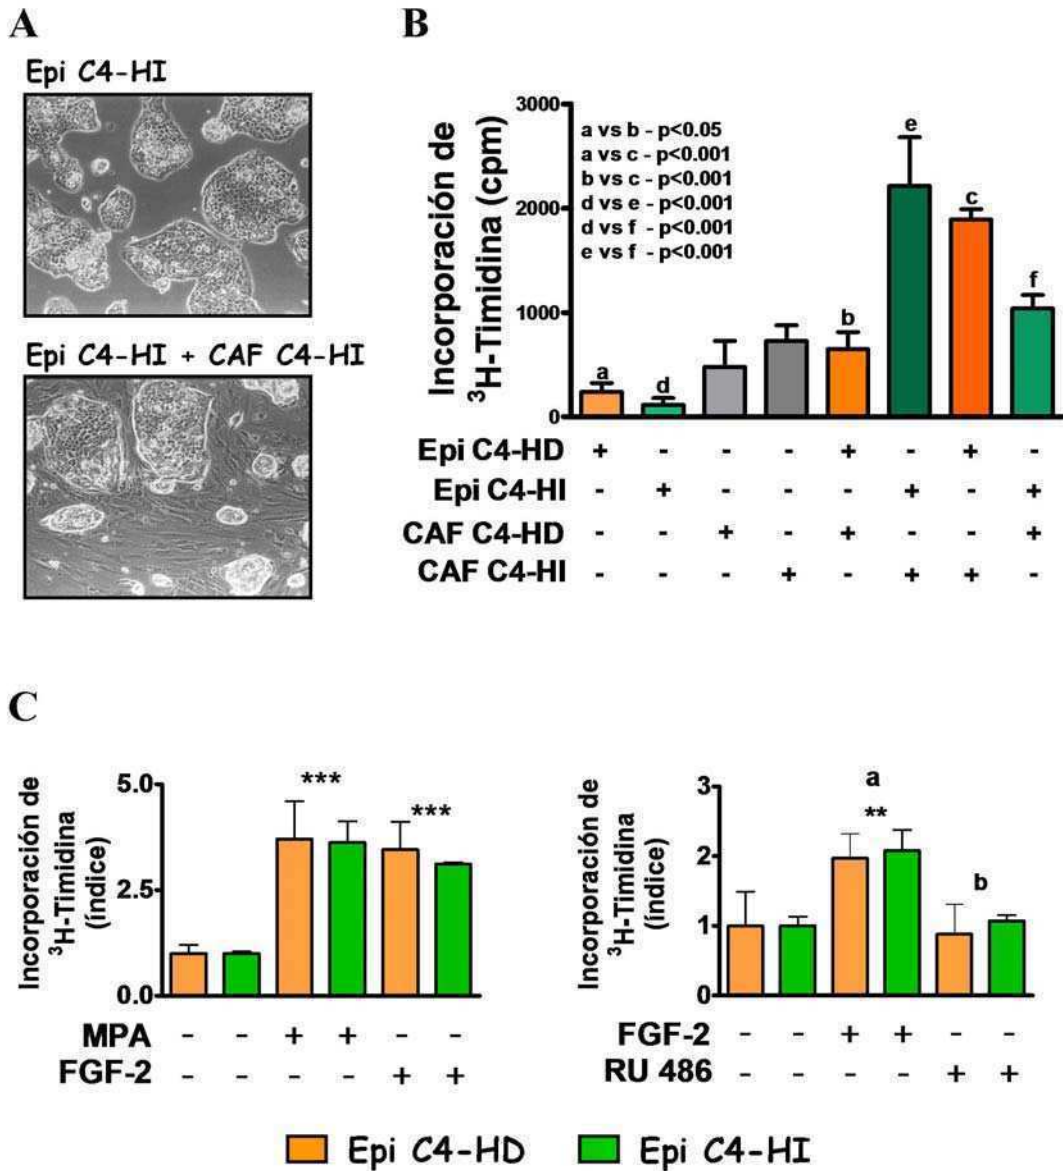 A
Epi C4-HI
Epi C4-HI + CAF C4-HI
B
Incorporación de
³H-Timidina (cpm)
3000
2000
1000
0
a vs b - p<0.05
a vs c - p<0.001
b vs c - p<0.001
d vs e - p<0.001
d vs f - p<0.001
e vs f - p<0.001
a
d
b
e
c
f
Epi C4-HD + - - - + - + -
Epi C4-HI - + - - - + - +
CAF C4-HD - - + - + - - +
CAF C4-HI - - - + - + + -
C
Incorporación de
³H-Timidina
(índice)
5.0
2.5
0.0
***
***
MPA - - + + - -
FGF-2 - - - - + +
Incorporación de
³H-Timidina
(índice)
3
2
1
0
a
**
b
FGF-2 - - + + - -
RU 486 - - - - + +
Epi C4-HD
Epi C4-HI